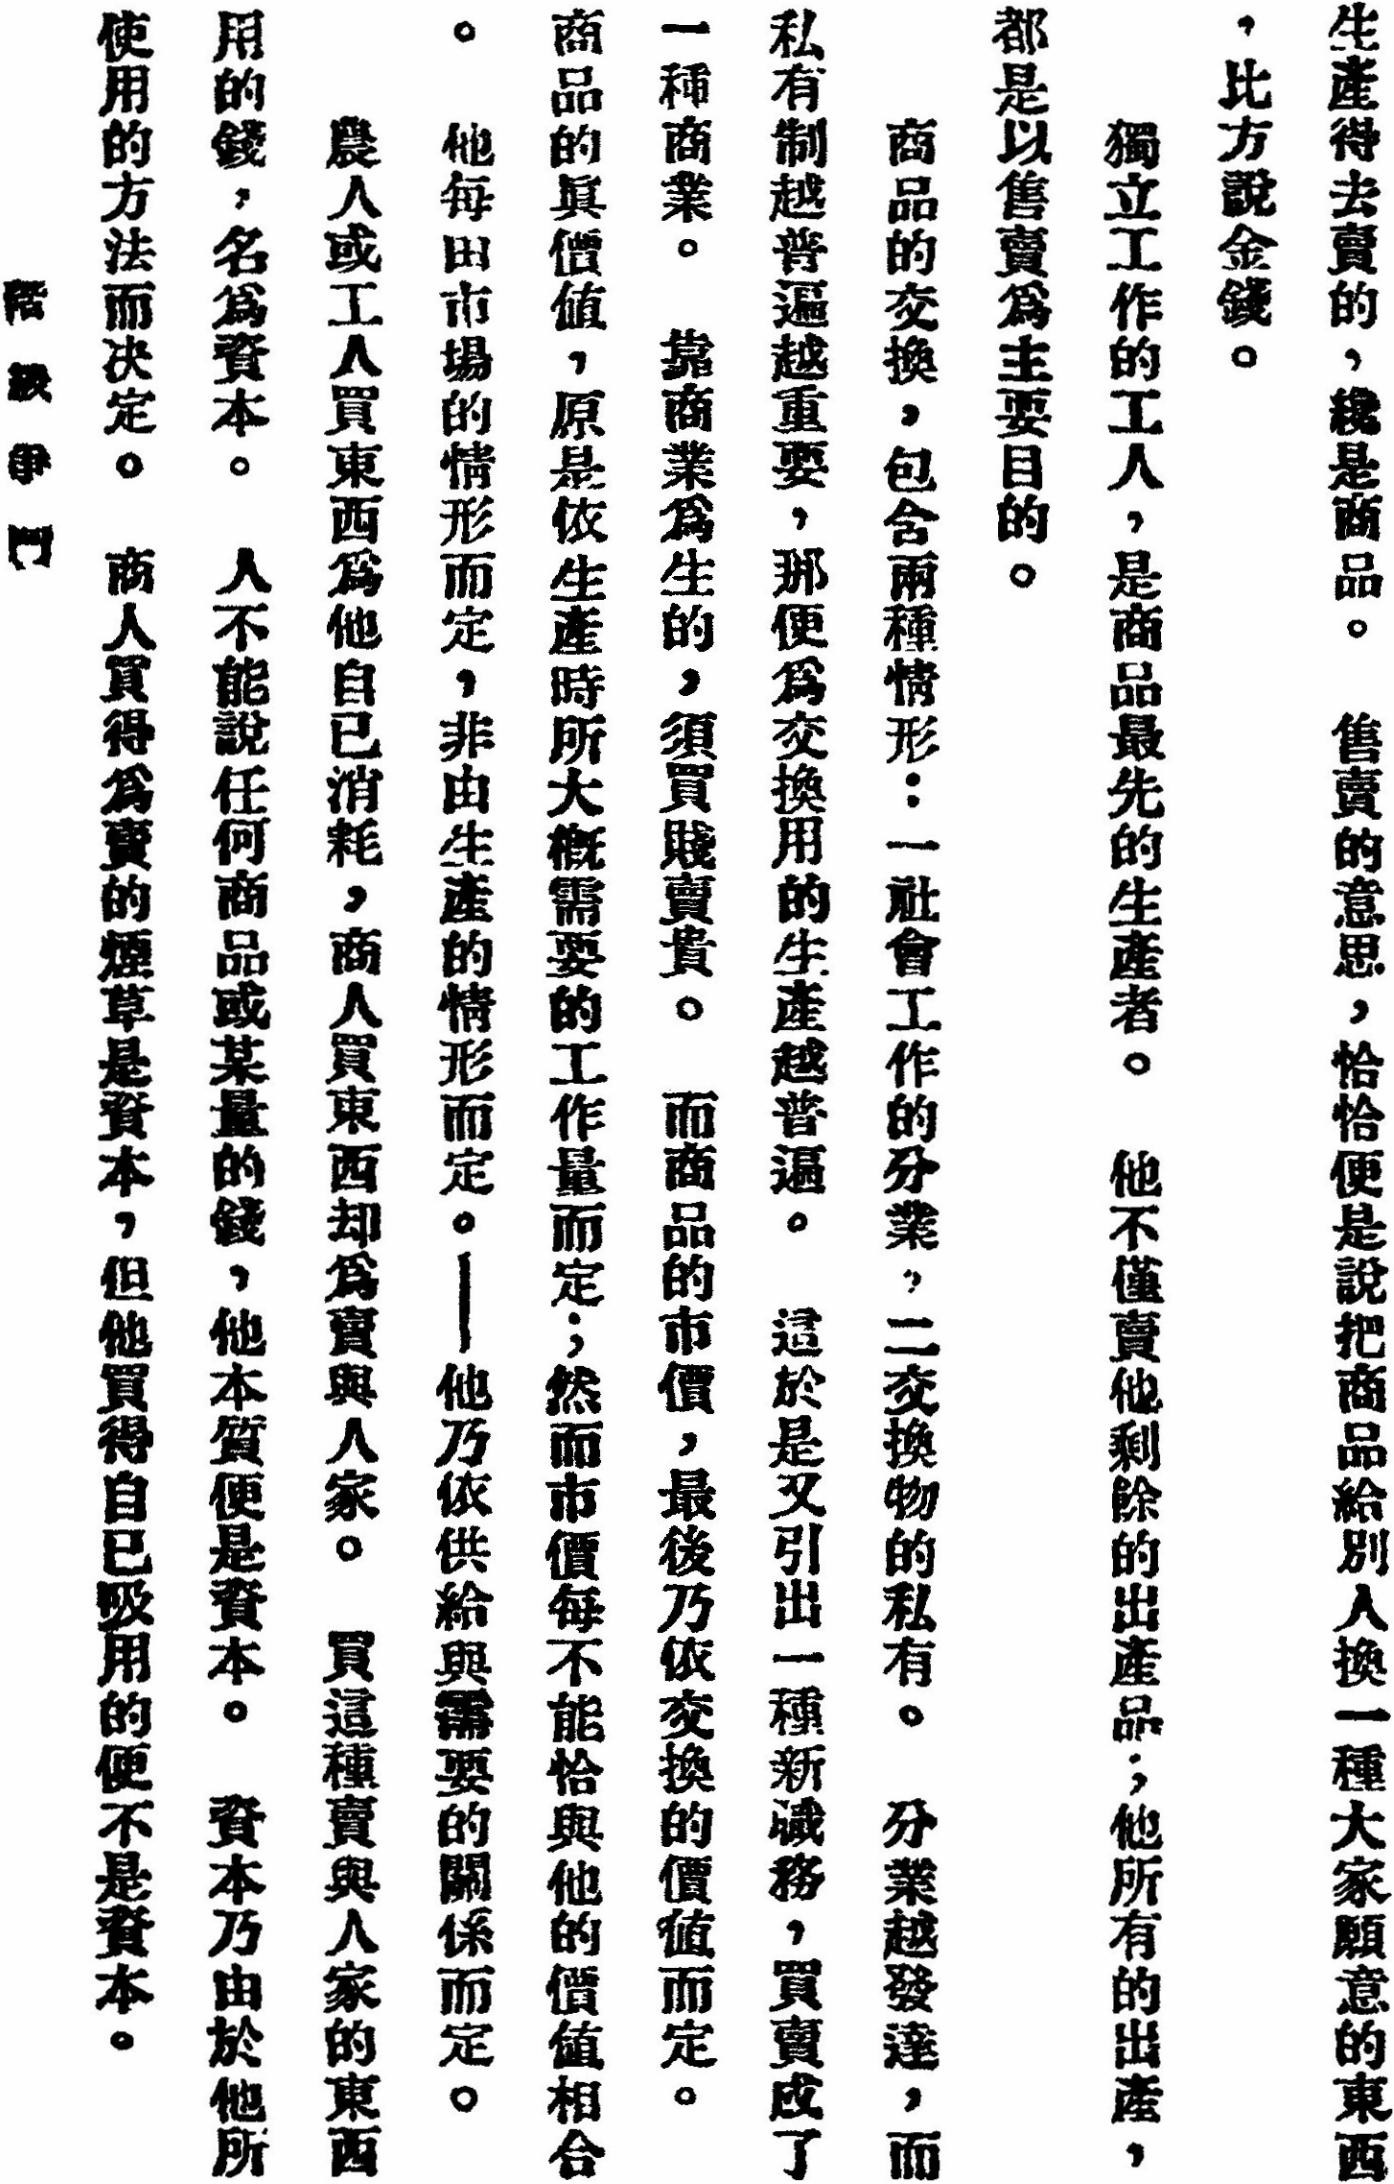 生產得去賣的，纔是商品。　售賣的意思，恰恰便是說把商品給別人換一種大家願意的東西
，比方說金錢。
獨立工作的工人，是商品最先的生產者。　他不僅賣他剩餘的出產品；他所有的出產，
都是以售賣爲主要目的。
商品的交換，包含兩種情形：一社會工作的分業，二交換物的私有。　分業越發達，而
私有制越普遍越重要，那便爲交換用的生產越普遍。　這於是又引出一種新職務，買賣成了
一種商業。　靠商業爲生的，須買賤賣貴。　而商品的市價，最後乃依交換的價值而定。
商品的眞價值，原是依生產時所大槪需要的工作量而定；然而市價每不能恰與他的價值相合
。　他每由市場的情形而定，非由生產的情形而定。——他乃依供給與需要的關係而定。
農人或工人買東西爲他自已消耗，商人買東西却爲賣與人家。　買這種賣與人家的東西
用的錢，名爲資本。　人不能說任何商品或某量的錢，他本質便是資本。　資本乃由於他所
使用的方法而决定。　商人買得爲賣的煙草是資本，但他買得自已吸用的便不是資本。
階級爭鬥